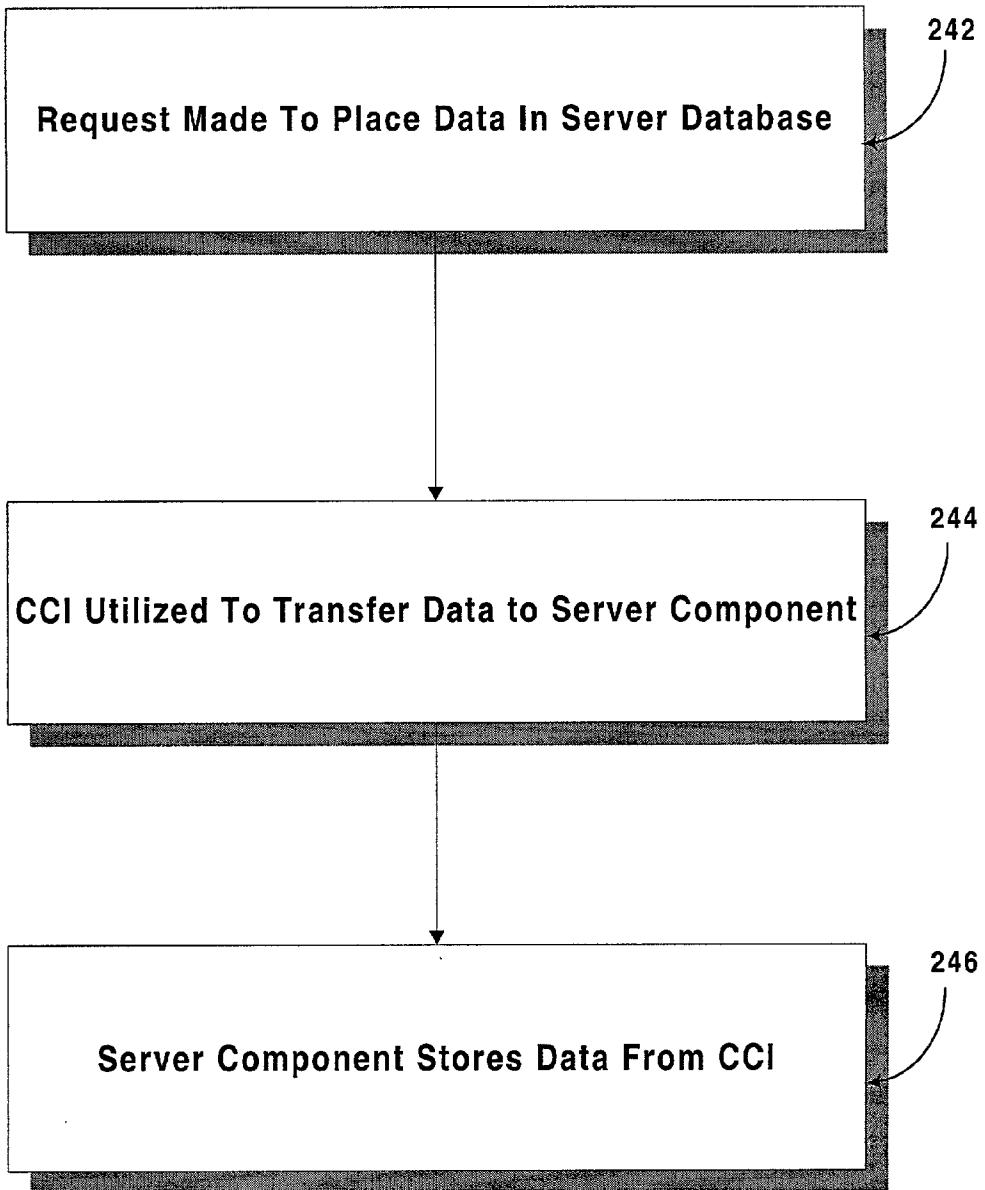 242
Request Made To Place Data In Server Database
244
CCI Utilized To Transfer Data to Server Component
246
Server Component Stores Data From CCI